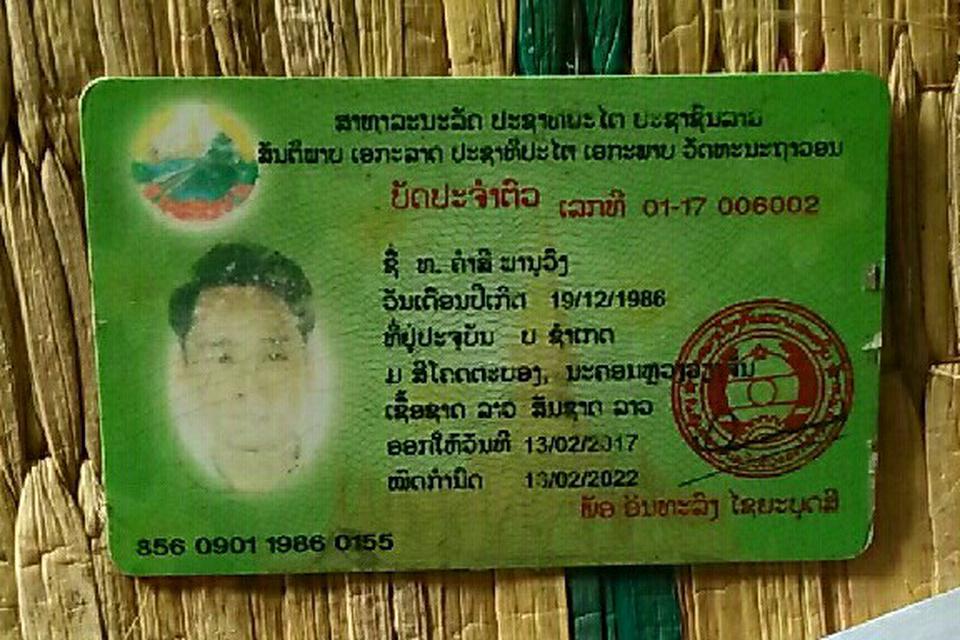 ສາທາລະນະລັດ ປະຊາທິປະໄຕ ປະຊາຊົນລາວ
ສັນຕິພາບ ເອກະລາດ ປະຊາທິປະໄຕ ເອກະພາບ ວັດທະນະຖາວອນ
ບັດປະຈຳຕົວ ເລກທີ 01-17 006002
ຊື່ ທ. ຄຳສີ ພານຸວົງ
ວັນເດືອນປີເກີດ 19/12/1986
ທີ່ຢູ່ປະຈຸບັນ ບ ຊຳເກດ
ມ ສີໂຄດຕະບອງ, ນະຄອນຫຼວງວຽງຈັນ
ເຊື້ອຊາດ ລາວ ສັນຊາດ ລາວ
ອອກໃຫ້ວັນທີ 13/02/2017
ໝົດກຳນົດ 13/02/2022
ພັອ ອິນທະລົງ ໄຊຍະບຸດສີ
856 0901 1986 0155